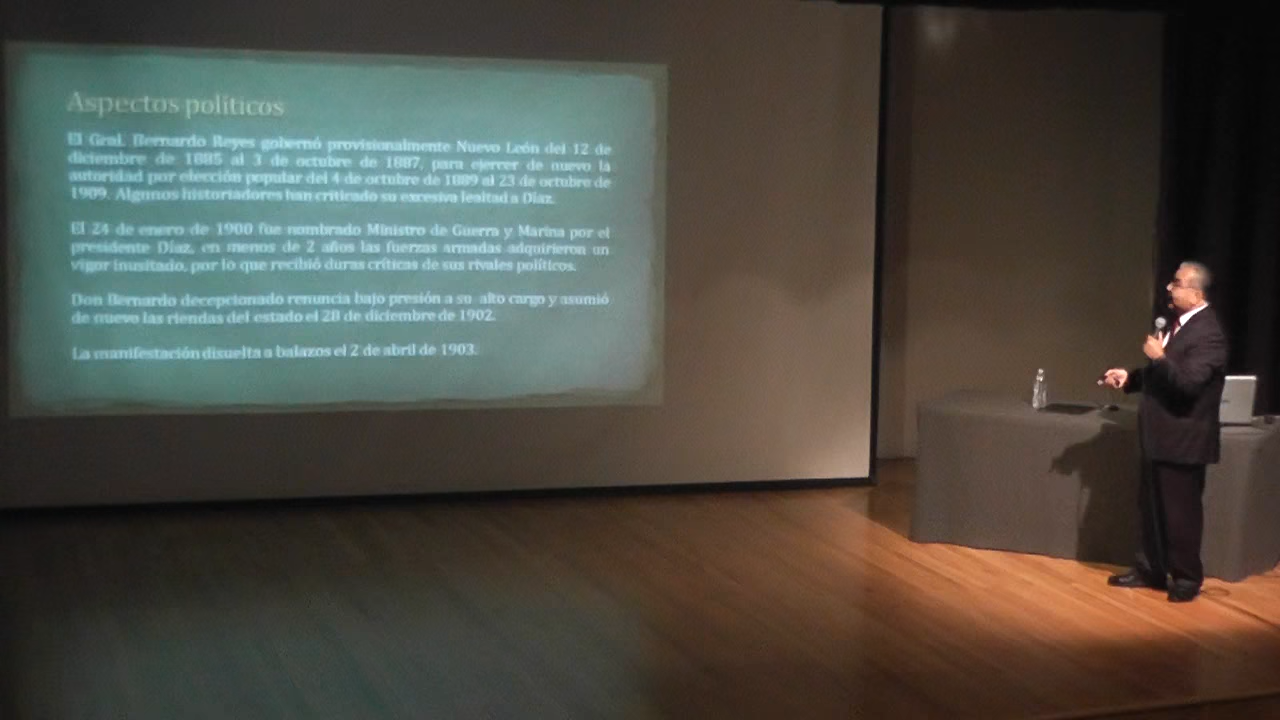 Aspectos políticos
El Gral. Bernardo Reyes gobernó provisionalmente Nuevo León del 12 de
diciembre de 1885 al 3 de octubre de 1887, para ejercer de nuevo la
autoridad por elección popular del 4 de octubre de 1889 al 23 de octubre de
1909. Algunos historiadores han criticado su excesiva lealtad a Díaz.
El 24 de enero de 1900 fue nombrado Ministro de Guerra y Marina por el
presidente Díaz, en menos de 2 años las fuerzas armadas adquirieron un
vigor inusitado, por lo que recibió duras críticas de sus rivales políticos.
Don Bernardo decepcionado renuncia bajo presión a su alto cargo y asumió
de nuevo las riendas del estado el 28 de diciembre de 1902.
La manifestación disuelta a balazos el 2 de abril de 1903.